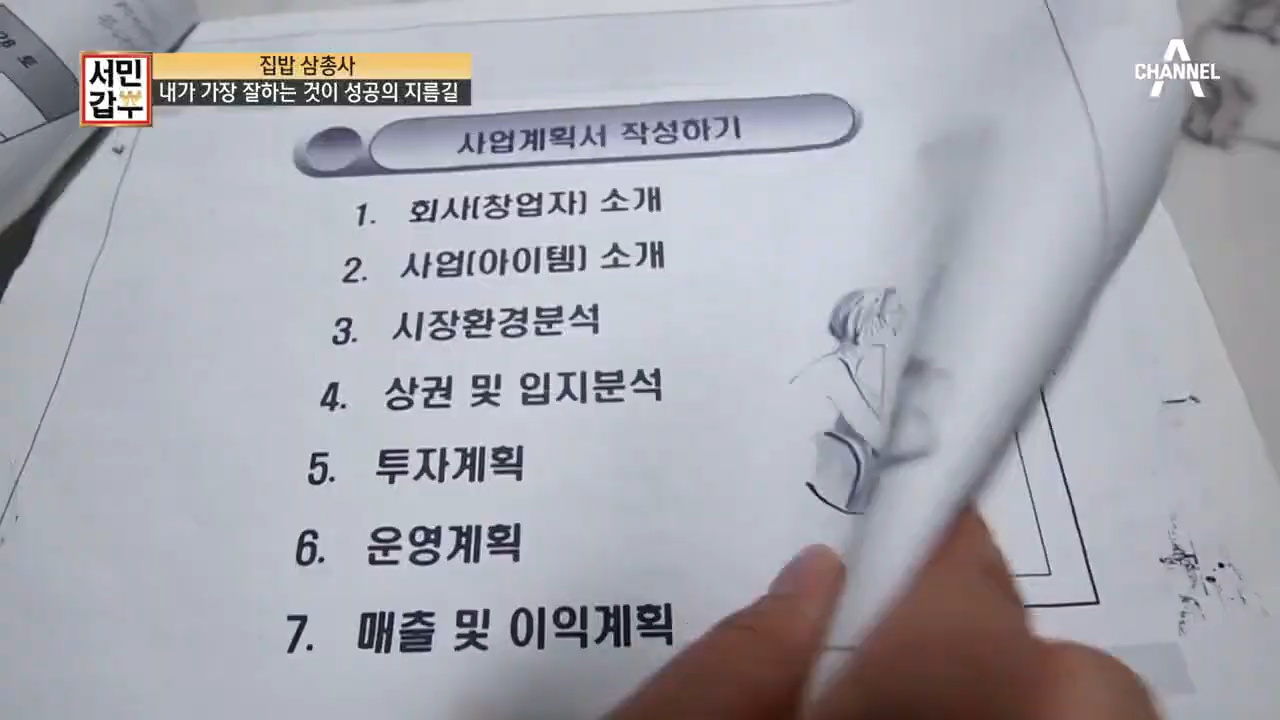 서민
갑부
집밥 삼총사
내가 가장 잘하는 것이 성공의 지름길
CHANNEL A
사업계획서 작성하기
1. 회사(창업자) 소개
2. 사업(아이템) 소개
3. 시장환경분석
4. 상권 및 입지분석
5. 투자계획
6. 운영계획
7. 매출 및 이익계획